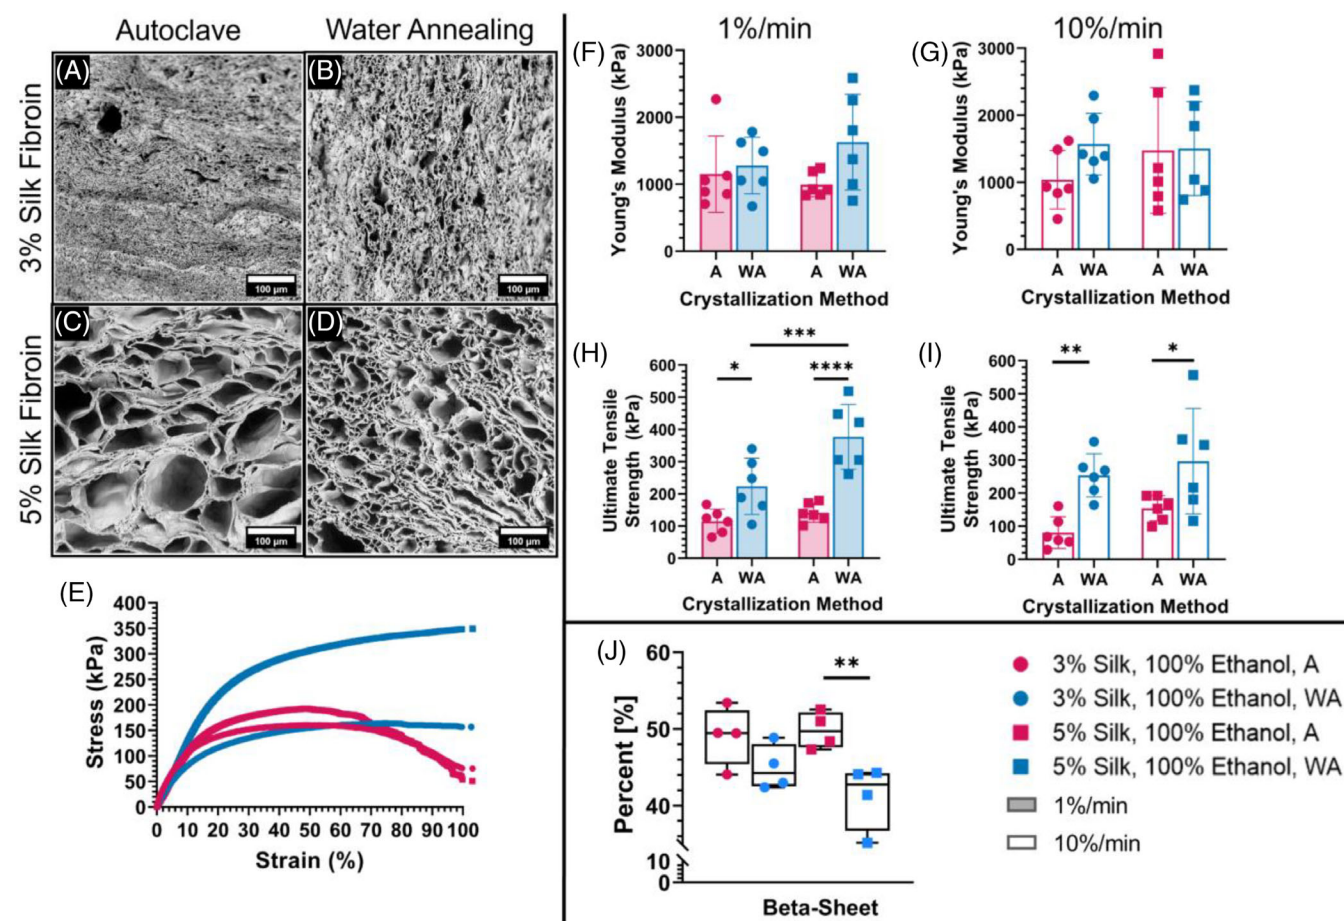 Autoclave Water Annealing
3% Silk Fibroin
(A)
100 μm
(B)
100 μm
5% Silk Fibroin
(C)
100 μm
(D)
100 μm
(E)
Stress (kPa)
400
350
300
250
200
150
100
50
0
0 10 20 30 40 50 60 70 80 90 100
Strain (%)
1%/min
(F)
Young's Modulus (kPa)
3000
2000
1000
0
A WA A WA
Crystallization Method
10%/min
(G)
Young's Modulus (kPa)
3000
2000
1000
0
A WA A WA
Crystallization Method
(H)
Ultimate Tensile
Strength (kPa)
600
500
400
300
200
100
0
***
* ****
A WA A WA
Crystallization Method
(I)
Ultimate Tensile
Strength (kPa)
600
500
400
300
200
100
0
** *
A WA A WA
Crystallization Method
(J)
Percent [%]
60
50
40
10
0
**
Beta-Sheet
3% Silk, 100% Ethanol, A
3% Silk, 100% Ethanol, WA
5% Silk, 100% Ethanol, A
5% Silk, 100% Ethanol, WA
1%/min
10%/min